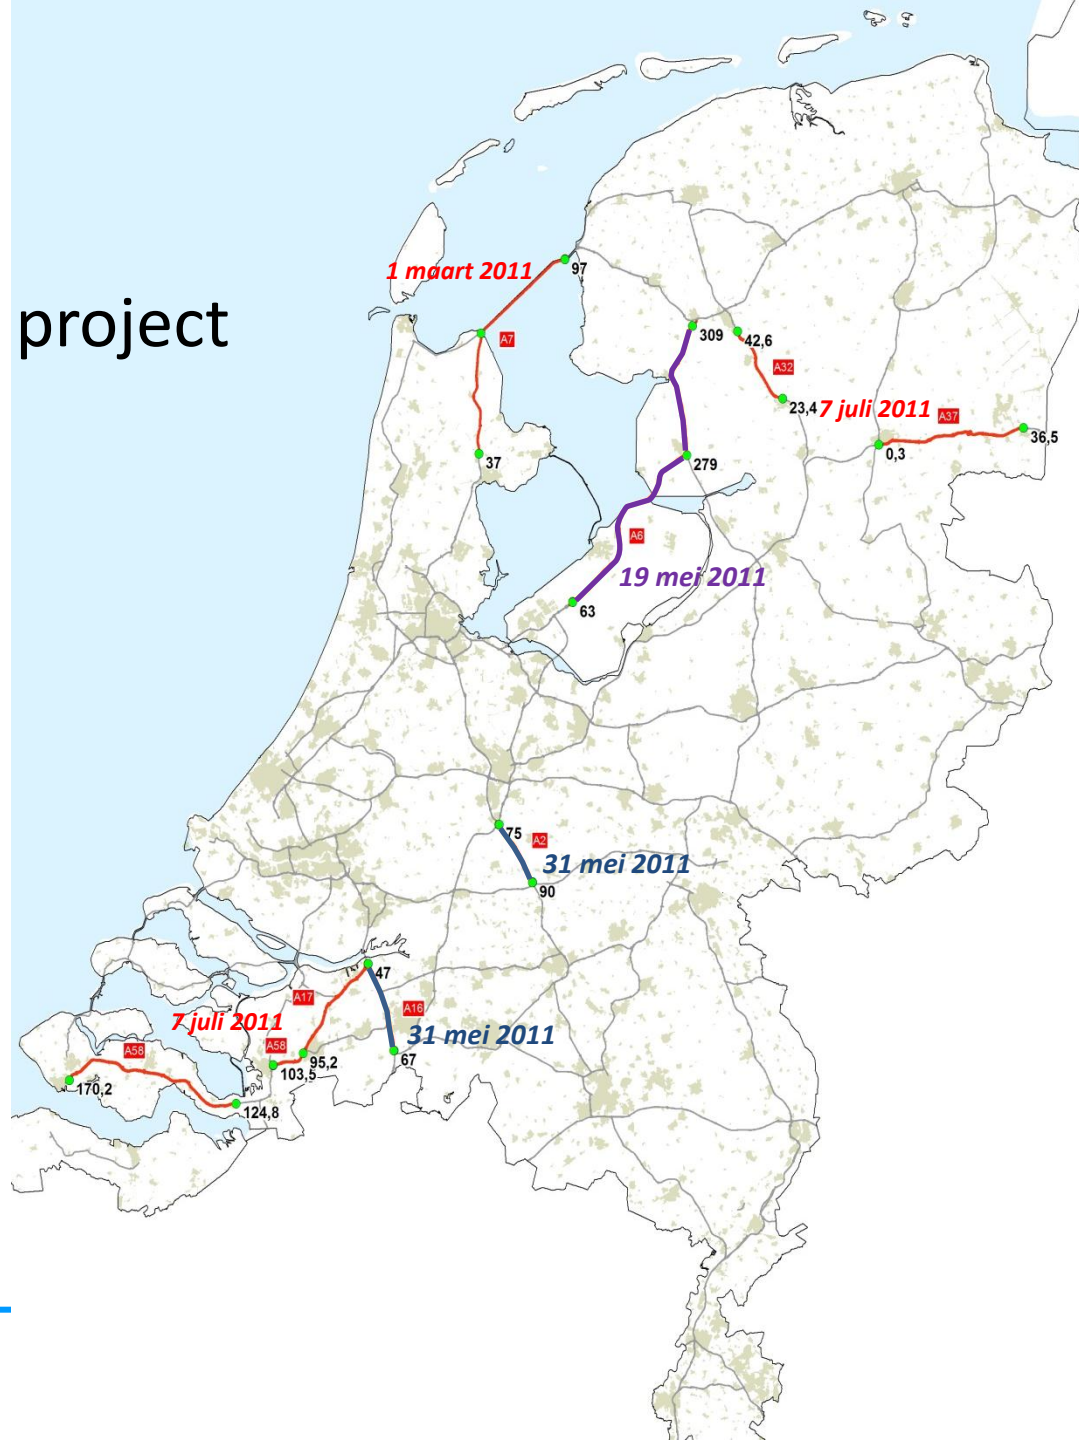 97
1 maart 2011
project
309
A7
42,6
A32
23,4
7 juli 2011
A37
36,5
0,3
37
279
A6
19 mei 2011
63
75
A2
31 mei 2011
90
47
A17
A16
7 juli 2011
31 mei 2011
A58
A58
95,2
67
103,5
170,2
124,8